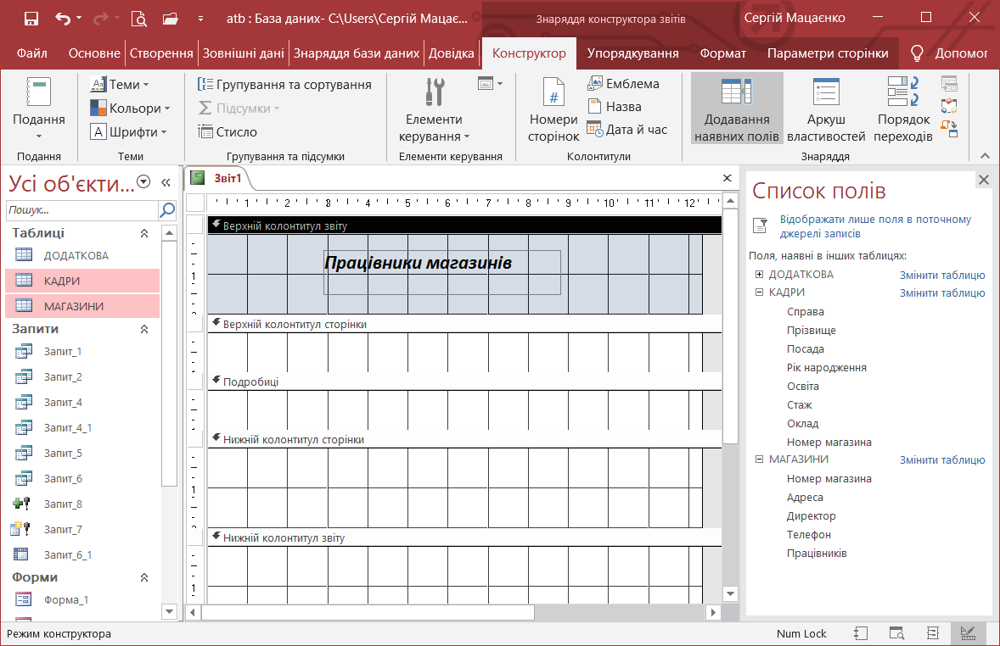 atb : База даних- C:\Users\Сергій Мацає...
Знаряддя конструктора звітів
Сергій Мацаєнко
Файл Основне Створення Зовнішні дані Знаряддя бази даних Довідка Конструктор Упорядкування Формат Параметри сторінки Допомог
Подання
Подання
Теми
Кольори
Шрифти
Теми
Групування та сортування
Підсумки
Стисло
Групування та підсумки
Елементи
керування
Елементи керування
Номери
сторінок
Емблема
Назва
Дата й час
Колонтитули
Додавання
наявних полів
Аркуш
властивостей
Порядок
переходів
Знаряддя
Усі об'єкти...
Пошук...
Таблиці
ДОДАТКОВА
КАДРИ
МАГАЗИНИ
Запити
Запит_1
Запит_2
Запит_4
Запит_4_1
Запит_5
Запит_6
Запит_8
Запит_7
Запит_6_1
Форми
Форма_1
Звіт1
1 2 3 4 5 6 7 8 9 10 11 12
Верхній колонтитул звіту
1
Працівники магазинів
Верхній колонтитул сторінки
Подробиці
Нижній колонтитул сторінки
1
Нижній колонтитул звіту
1
Список полів
Відображати лише поля в поточному
джерелі записів
Поля, наявні в інших таблицях:
ДОДАТКОВА Змінити таблицю
КАДРИ Змінити таблицю
Справа
Прізвище
Посада
Рік народження
Освіта
Стаж
Оклад
Номер магазина
МАГАЗИНИ Змінити таблицю
Номер магазина
Адреса
Директор
Телефон
Працівників
Режим конструктора
Num Lock